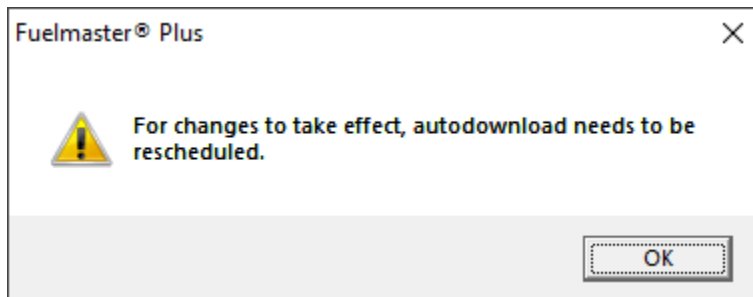 Fuelmaster® Plus
For changes to take effect, autodownload needs to be
rescheduled.
OK